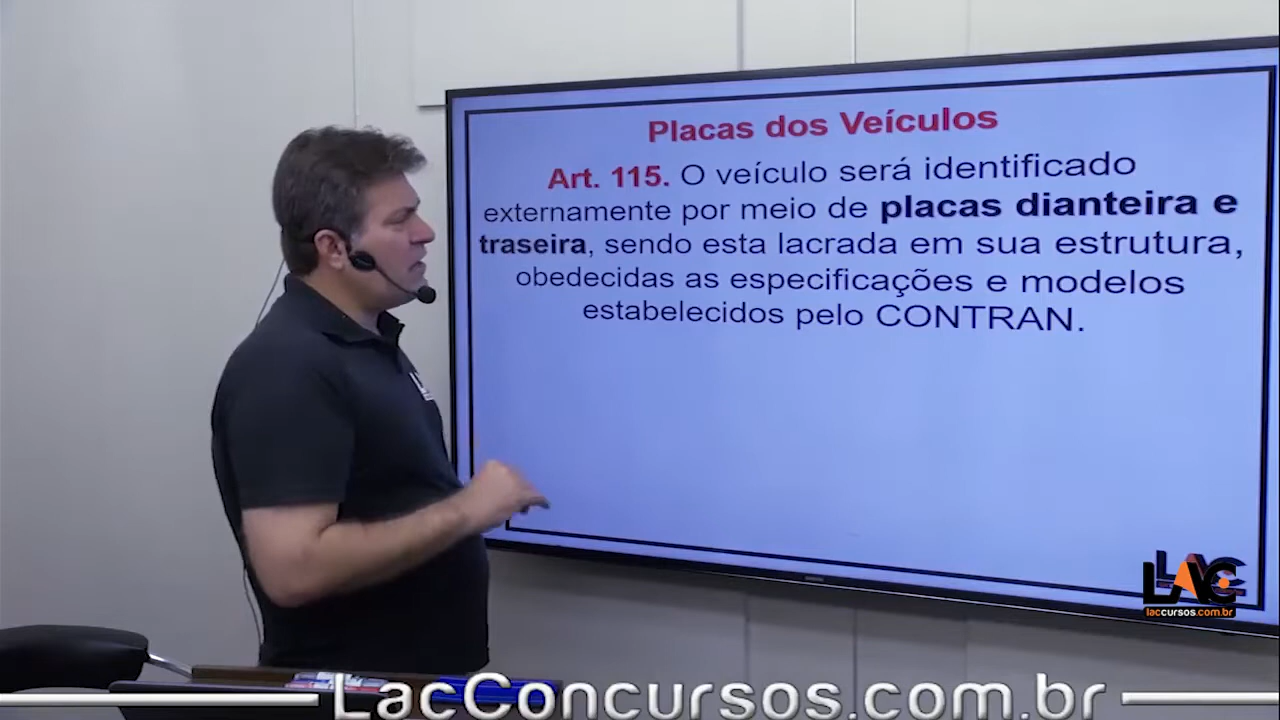 Placas dos Veículos
Art. 115. O veículo será identificado
externamente por meio de placas dianteira e
traseira, sendo esta lacrada em sua estrutura,
obedecidas as especificações e modelos
estabelecidos pelo CONTRAN.
LAC
laccursos.com.br
LacConcursos.com.br